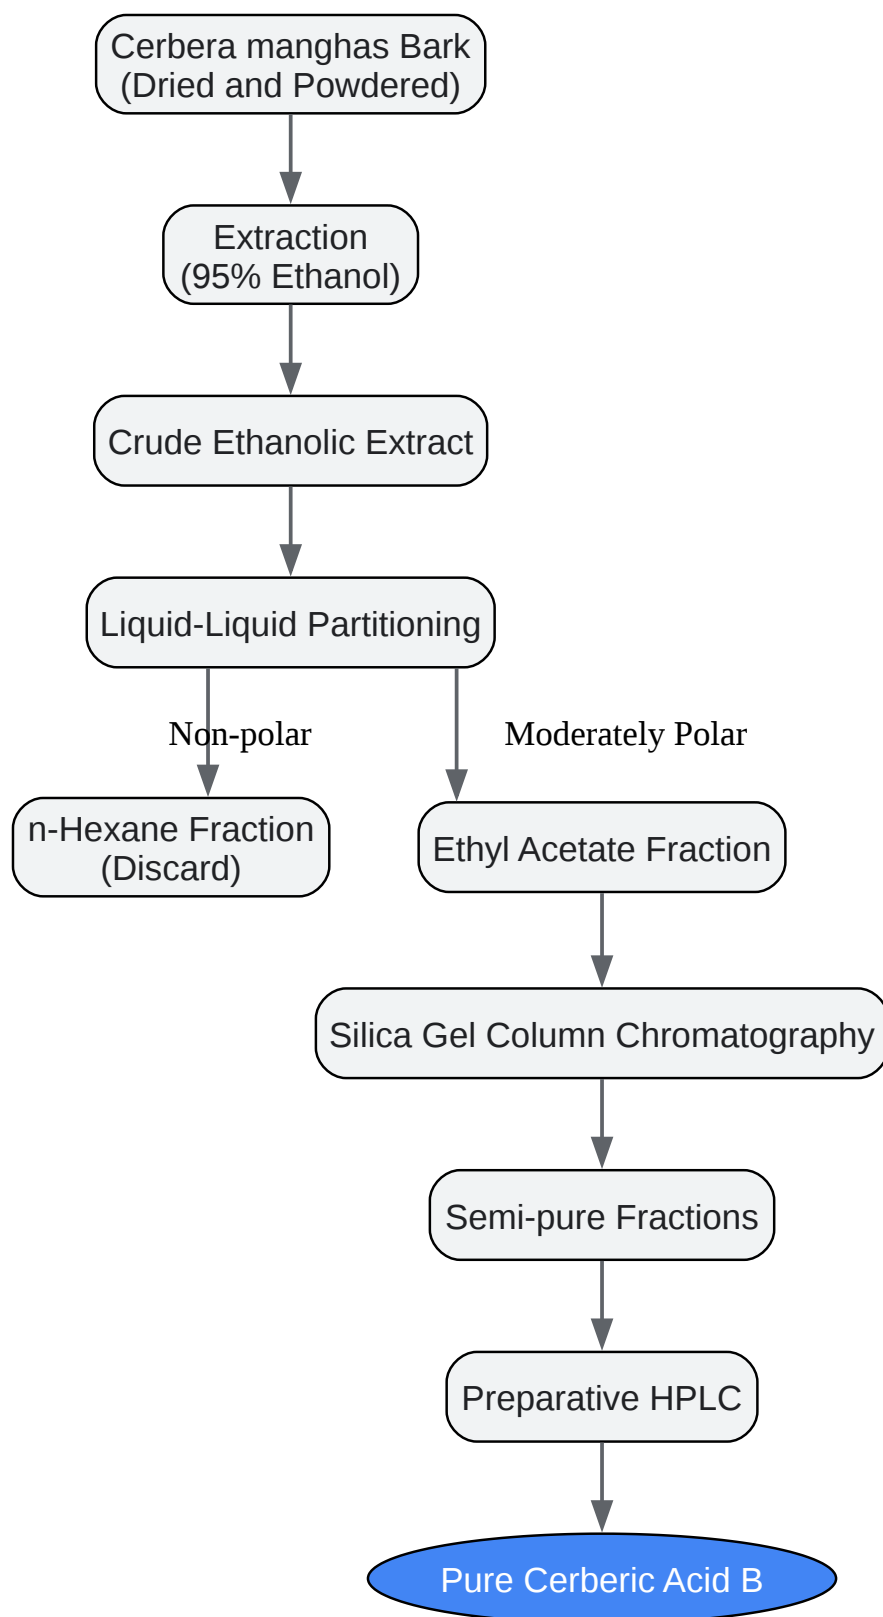 Cerbera manghas Bark
(Dried and Powdered)
Extraction
(95% Ethanol)
Crude Ethanolic Extract
Liquid-Liquid Partitioning
Non-polar
Moderately Polar
n-Hexane Fraction
(Discard)
Ethyl Acetate Fraction
Silica Gel Column Chromatography
Semi-pure Fractions
Preparative HPLC
Pure Cerberic Acid B